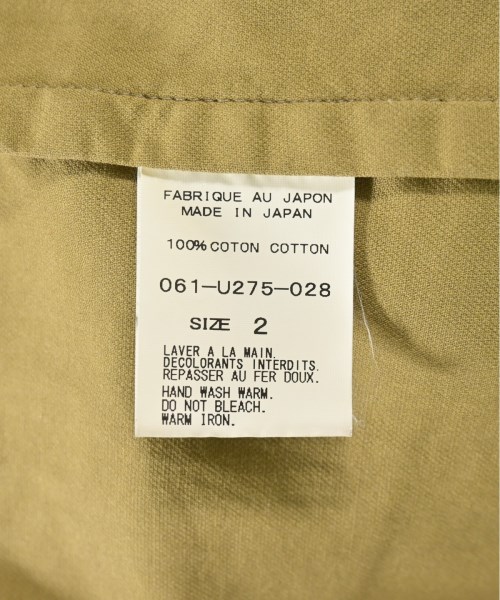 FABRIQUE AU JAPON
MADE IN JAPAN
100% COTON COTTON
061-U275-028
SIZE 2
LAVER A LA MAIN.
DECOLORANTS INTERDITS.
REPASSER AU FER DOUX.
HAND WASH WARM.
DO NOT BLEACH.
WARM IRON.